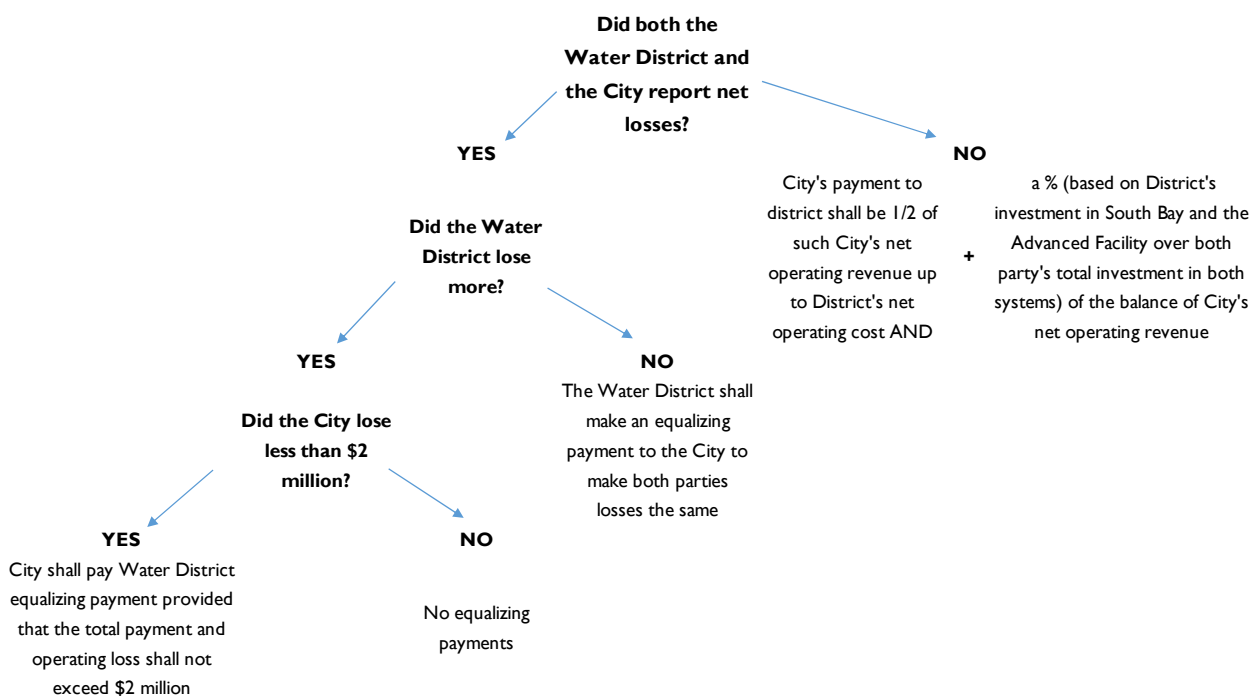 Did both the
Water District and
the City report net
losses?
YES
NO
City's payment to
district shall be 1/2 of
such City's net
operating revenue up
to District's net
operating cost AND
+
a % (based on District's
investment in South Bay and the
Advanced Facility over both
party's total investment in both
systems) of the balance of City's
net operating revenue
Did the Water
District lose
more?
YES
NO
The Water District shall
make an equalizing
payment to the City to
make both parties
losses the same
Did the City lose
less than $2
million?
YES
NO
City shall pay Water District
equalizing payment provided
that the total payment and
operating loss shall not
exceed $2 million
No equalizing
payments